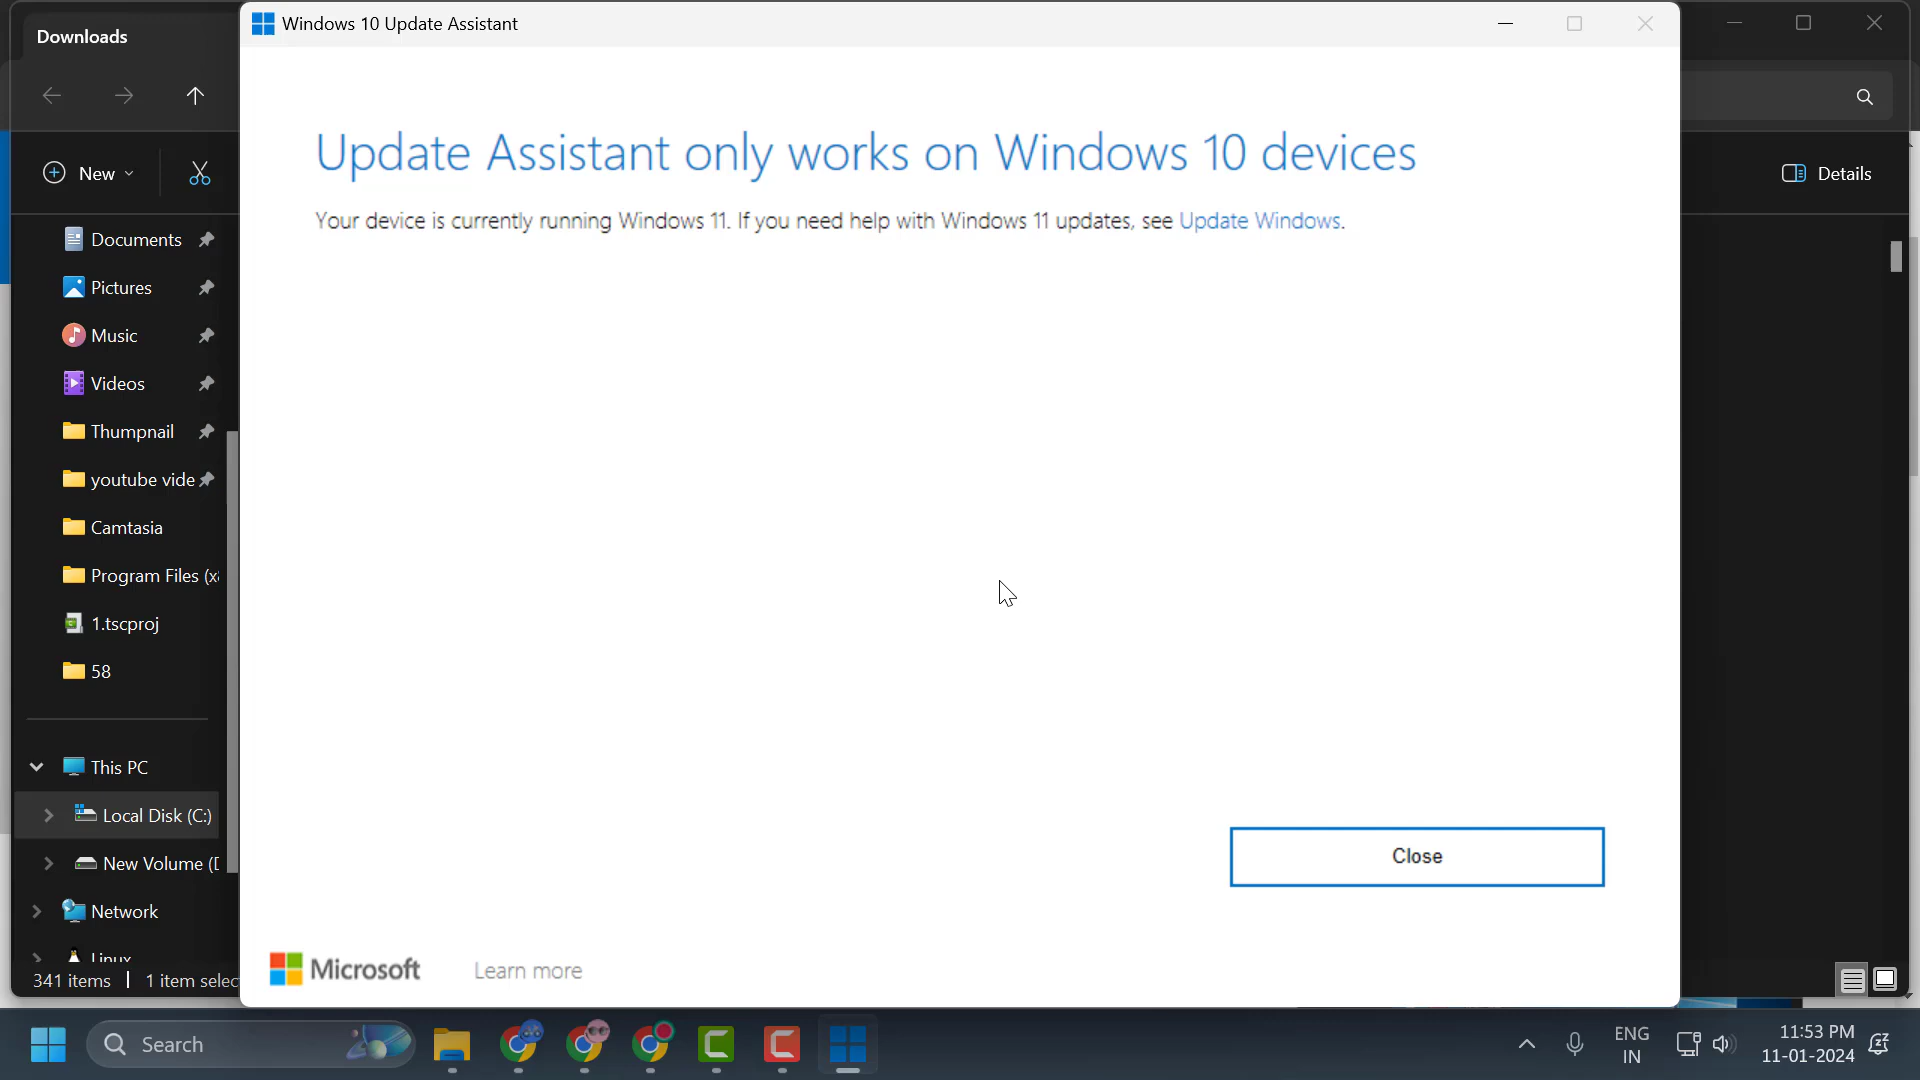 Downloads
Windows 10 Update Assistant
New
Details
Update Assistant only works on Windows 10 devices
Your device is currently running Windows 11. If you need help with Windows 11 updates, see Update Windows.
Documents
Pictures
Music
Videos
Thumpnail
youtube vide
Camtasia
Program Files (x
1.tscproj
58
This PC
Local Disk (C:)
New Volume (
Network
Linux
341 items
1 item selec
Close
Microsoft
Learn more
Search
ENG
IN
11:53 PM
11-01-2024